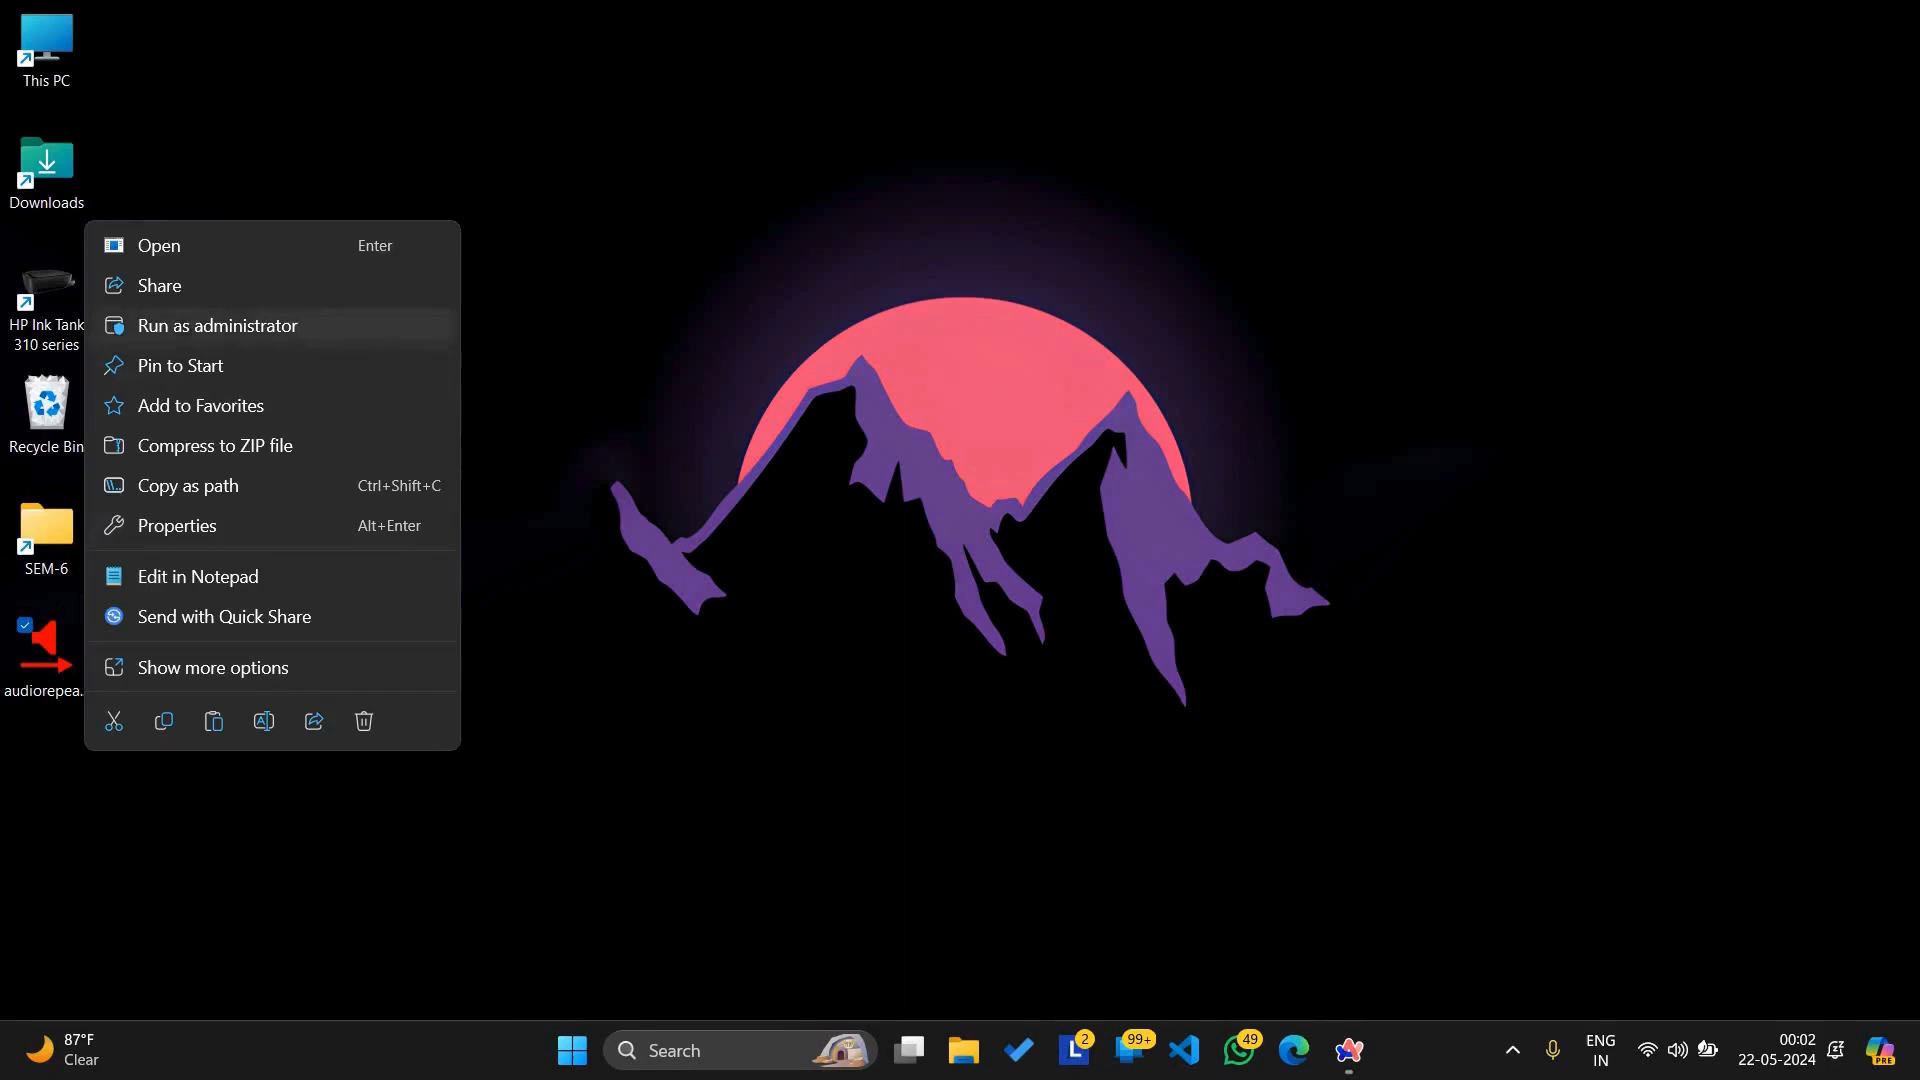 This PC
Downloads
HP Ink Tank
310 series
Recycle Bin
SEM-6
audiorepea...
Open Enter
Share
Run as administrator
Pin to Start
Add to Favorites
Compress to ZIP file
Copy as path Ctrl+Shift+C
Properties Alt+Enter
Edit in Notepad
Send with Quick Share
Show more options
87°F
Clear
Search
L
2
99+
49
ENG
IN
00:02
22-05-2024
PRE